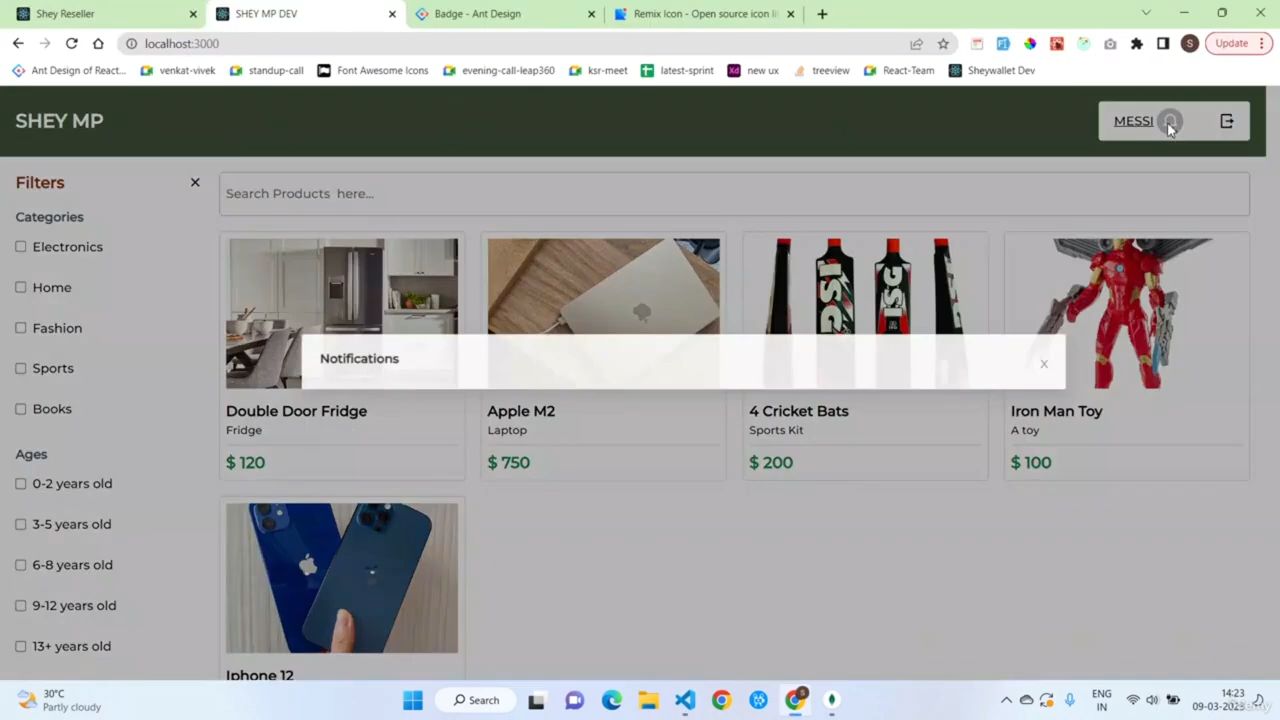 Shey Reseller
SHEY MP DEV
Badge - Ant Design
Remix Icon - Open source icon li
localhost:3000
S
Update
Ant Design of React...
venkat-vivek
standup-call
Font Awesome Icons
evening-call-leap360
ksr-meet
latest-sprint
Xd
new ux
treeview
React-Team
Sheywallet Dev
SHEY MP
MESSI
Filters
Categories
Electronics
Home
Fashion
Sports
Books
Ages
0-2 years old
3-5 years old
6-8 years old
9-12 years old
13+ years old
Search Products here...
Notifications
x
Double Door Fridge
Fridge
$ 120
Apple M2
Laptop
$ 750
4 Cricket Bats
Sports Kit
$ 200
Iron Man Toy
A toy
$ 100
Iphone 12
30°C
Partly cloudy
Search
ENG
IN
14:23
09-03-2023